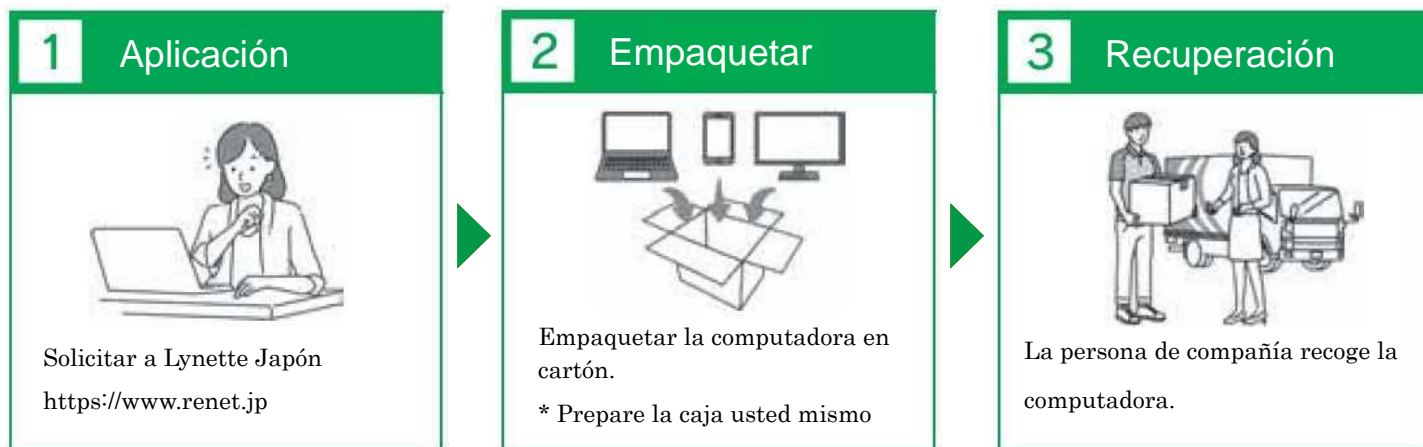 1 Aplicación
Solicitar a Lynette Japón
https://www.renet.jp
2 Empaquetar
Empaquetar la computadora en
cartón.
* Prepare la caja usted mismo
3 Recuperación
La persona de compañía recoge la
computadora.